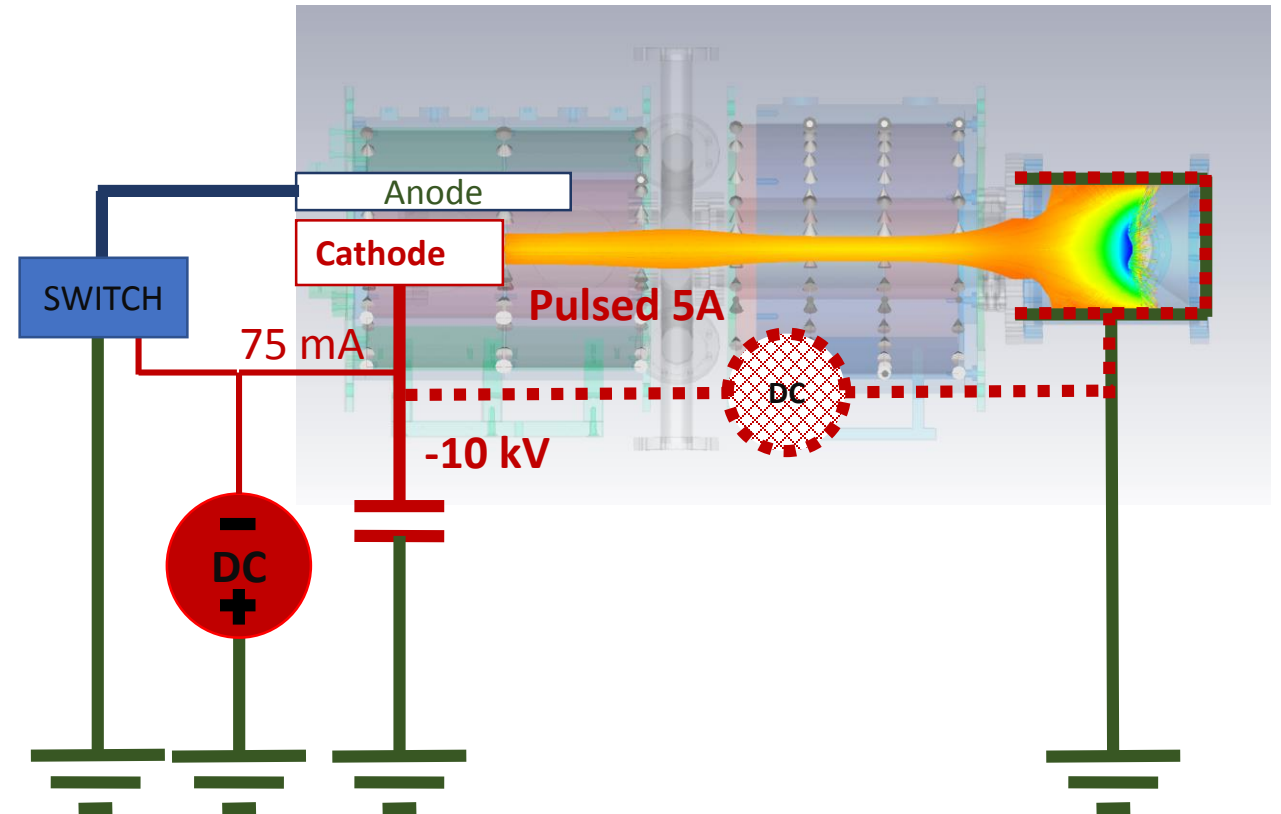 Anode
Cathode
SWITCH
Pulsed 5A
75 mA
DC
-10 kV
DC